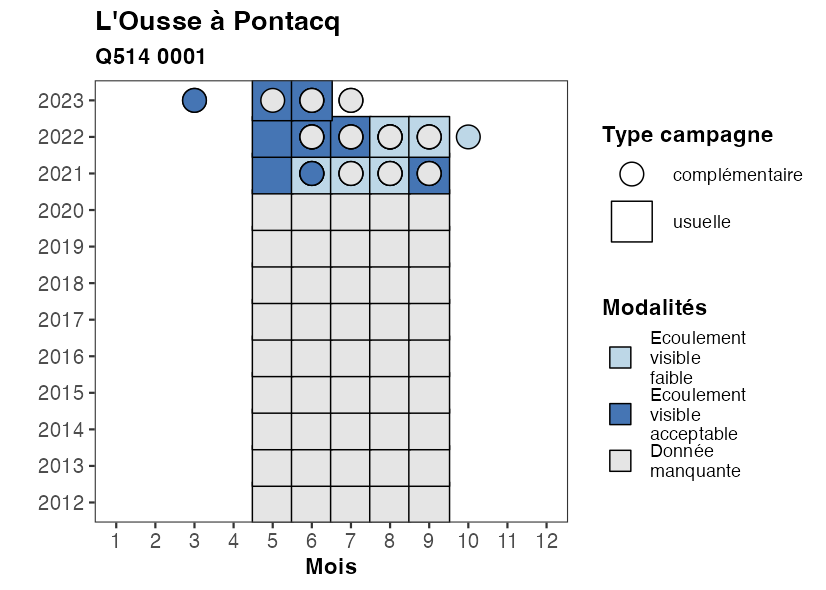 L'Ousse à Pontacq
Q514 0001
2023
2022
2021
2020
2019
2018
2017
2016
2015
2014
2013
2012
1 2 3 4 5 6 7 8 9 10 11 12
Mois
Type campagne
complémentaire
usuelle
Modalités
Ecoulement
visible
faible
Ecoulement
visible
acceptable
Donnée
manquante